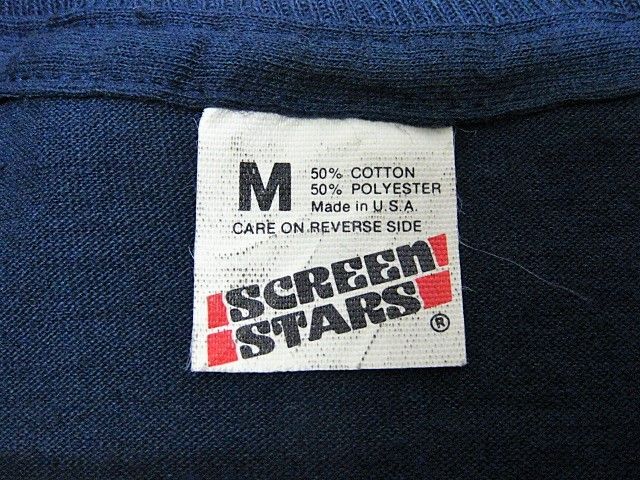 M
50% COTTON
50% POLYESTER
Made in U.S.A.
CARE ON REVERSE SIDE
SCREEN
STARS ®